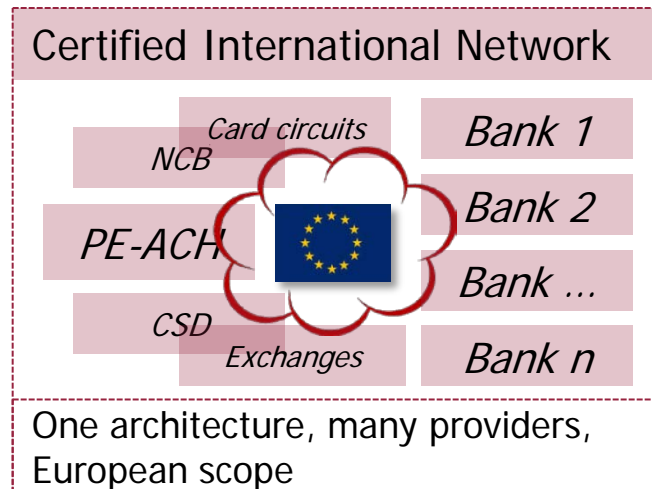 Certified International Network
Card circuits
NCB
PE-ACH
CSD
Exchanges
Bank 1
Bank 2
Bank ...
Bank n
One architecture, many providers,
European scope